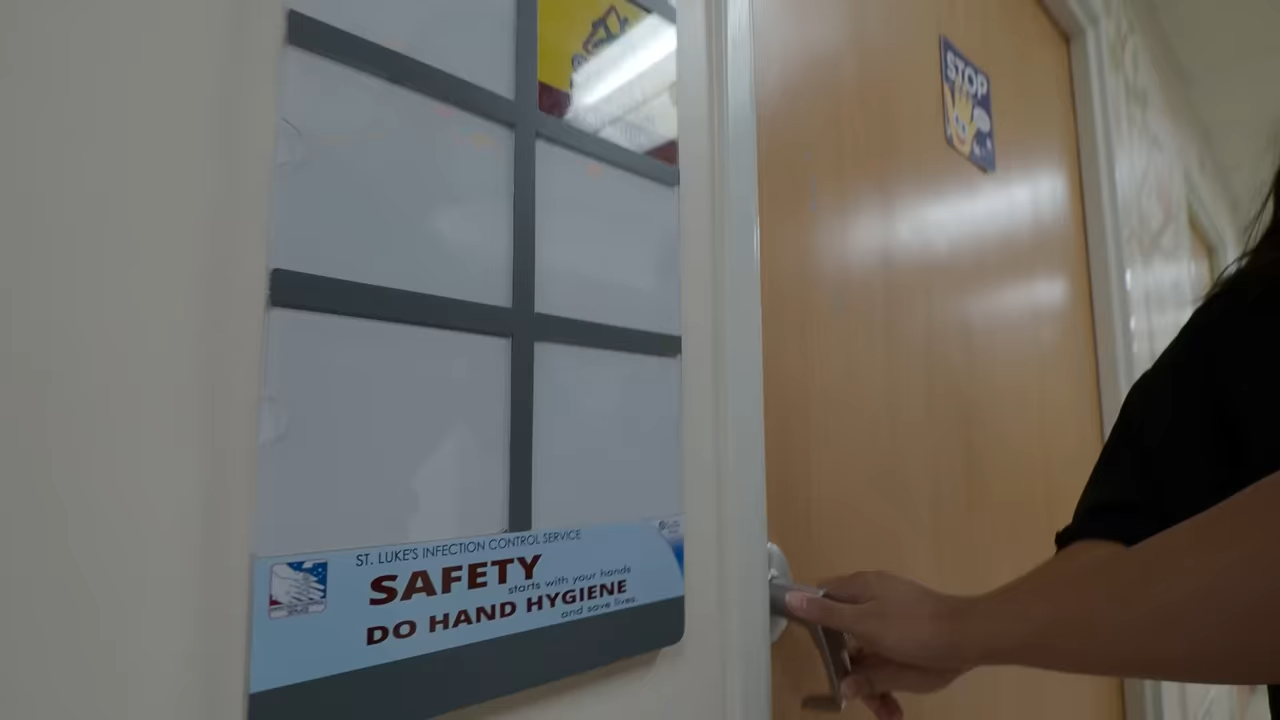 STOP
ST. LUKE'S INFECTION CONTROL SERVICE
SAFETY
starts with your hands
DO HAND HYGIENE
and save lives.